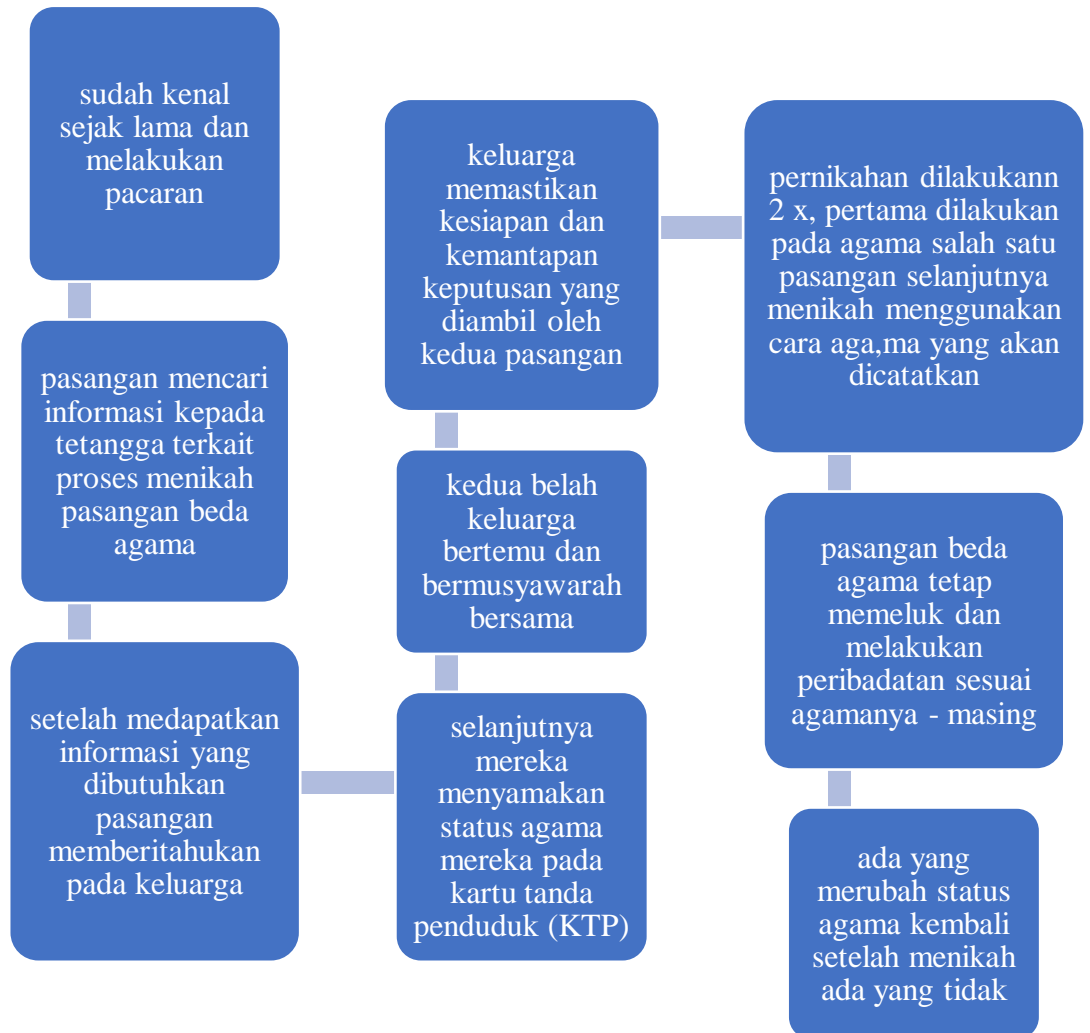 sudah kenal
sejak lama dan
melakukan
pacaran
pasangan mencari
informasi kepada
tetangga terkait
proses menikah
pasangan beda
agama
setelah medapatkan
informasi yang
dibutuhkan
pasangan
memberitahukan
pada keluarga
selanjutnya
mereka
menyamakan
status agama
mereka pada
kartu tanda
penduduk (KTP)
kedua belah
keluarga
bertemu dan
bermusyawarah
bersama
keluarga
memastikan
kesiapan dan
kemantapan
keputusan yang
diambil oleh
kedua pasangan
pernikahan dilakukann
2 x, pertama dilakukan
pada agama salah satu
pasangan selanjutnya
menikah menggunakan
cara aga,ma yang akan
dicatatkan
pasangan beda
agama tetap
memeluk dan
melakukan
peribadatan sesuai
agamanya - masing
ada yang
merubah status
agama kembali
setelah menikah
ada yang tidak